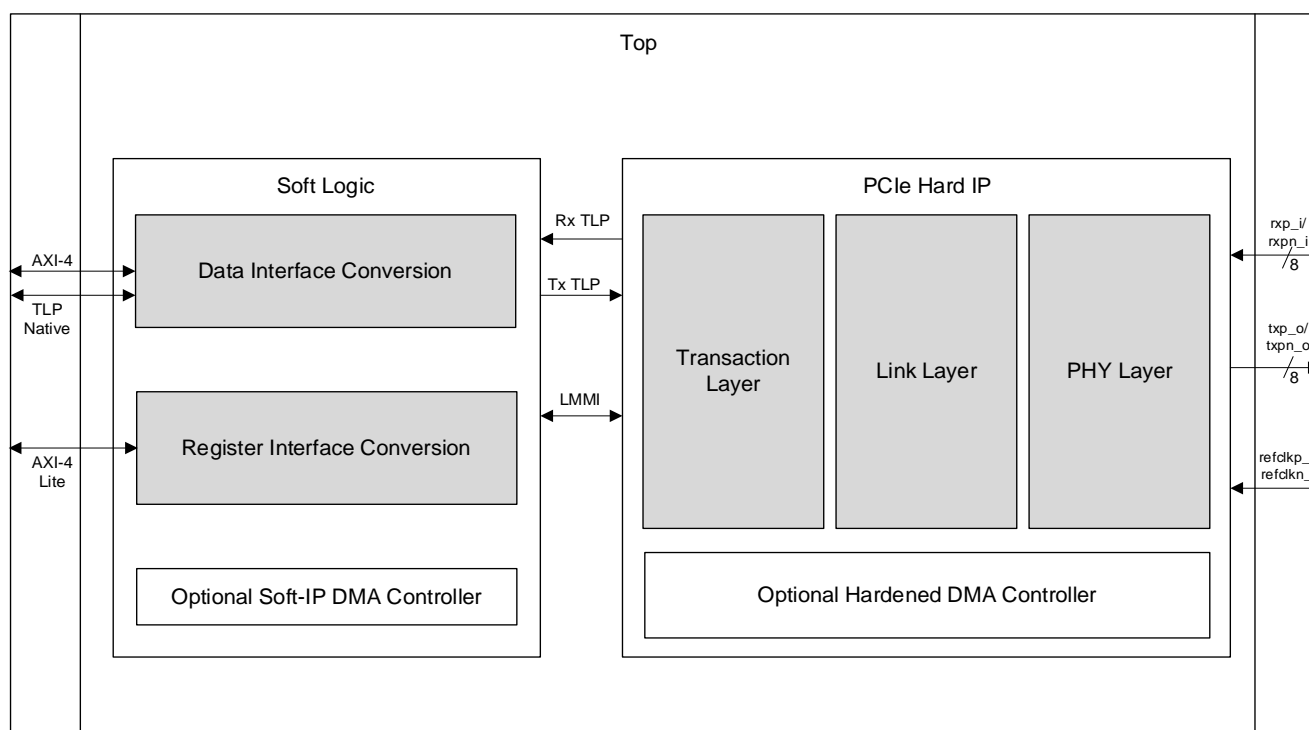 Top
Soft Logic
PCIe Hard IP
Rx TLP
rxp_i/
rxpn_i
8
AXI-4
Data Interface Conversion
Tx TLP
TLP
Native
txp_o/
txpn_o
8
Transaction
Layer
Link Layer
PHY Layer
LMMI
Register Interface Conversion
AXI-4
Lite
refclkp_
refclkn_
Optional Soft-IP DMA Controller
Optional Hardened DMA Controller